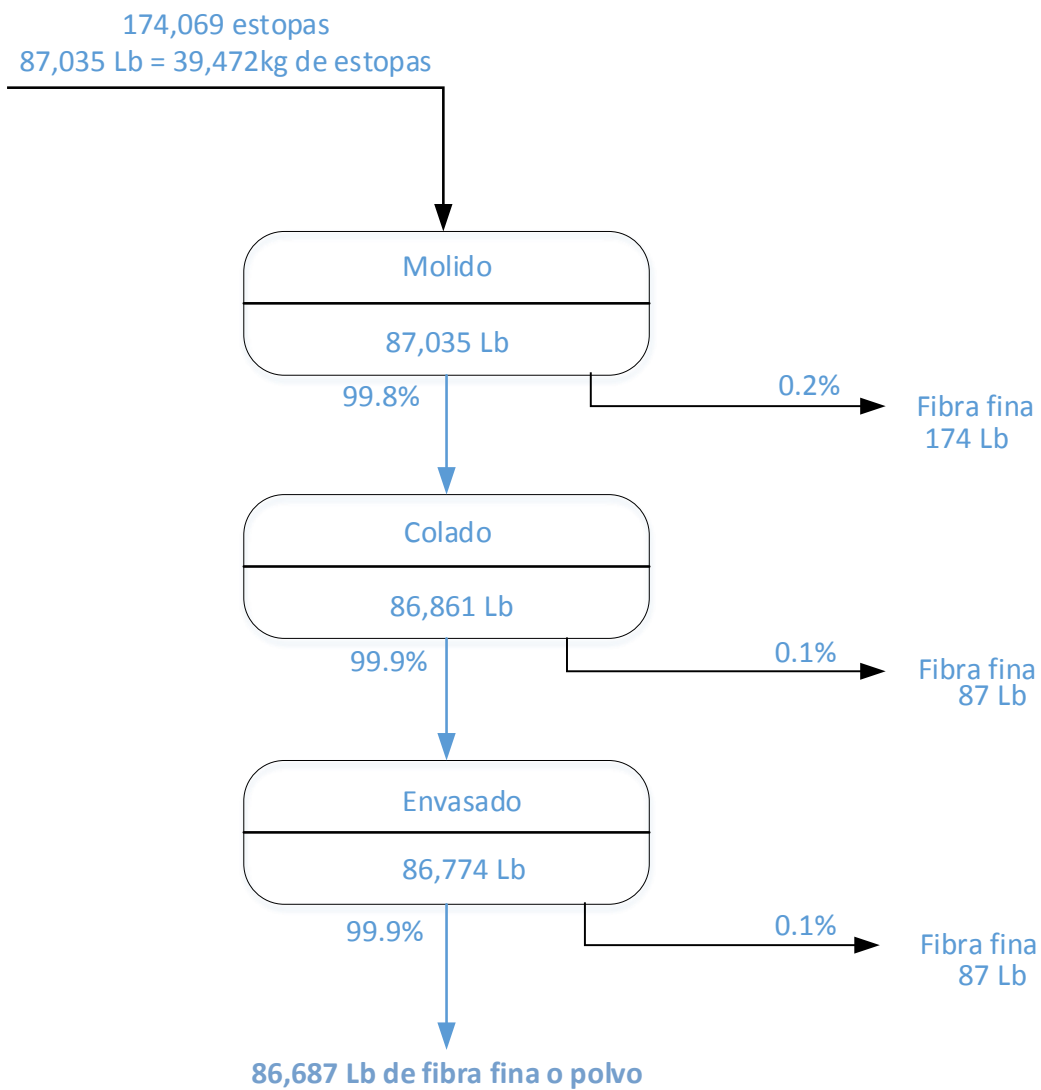 174,069 estopas
87,035 Lb = 39,472kg de estopas
Molido
87,035 Lb
99.8%
0.2%
Fibra fina
174 Lb
Colado
86,861 Lb
99.9%
0.1%
Fibra fina
87 Lb
Envasado
86,774 Lb
99.9%
0.1%
Fibra fina
87 Lb
86,687 Lb de fibra fina o polvo